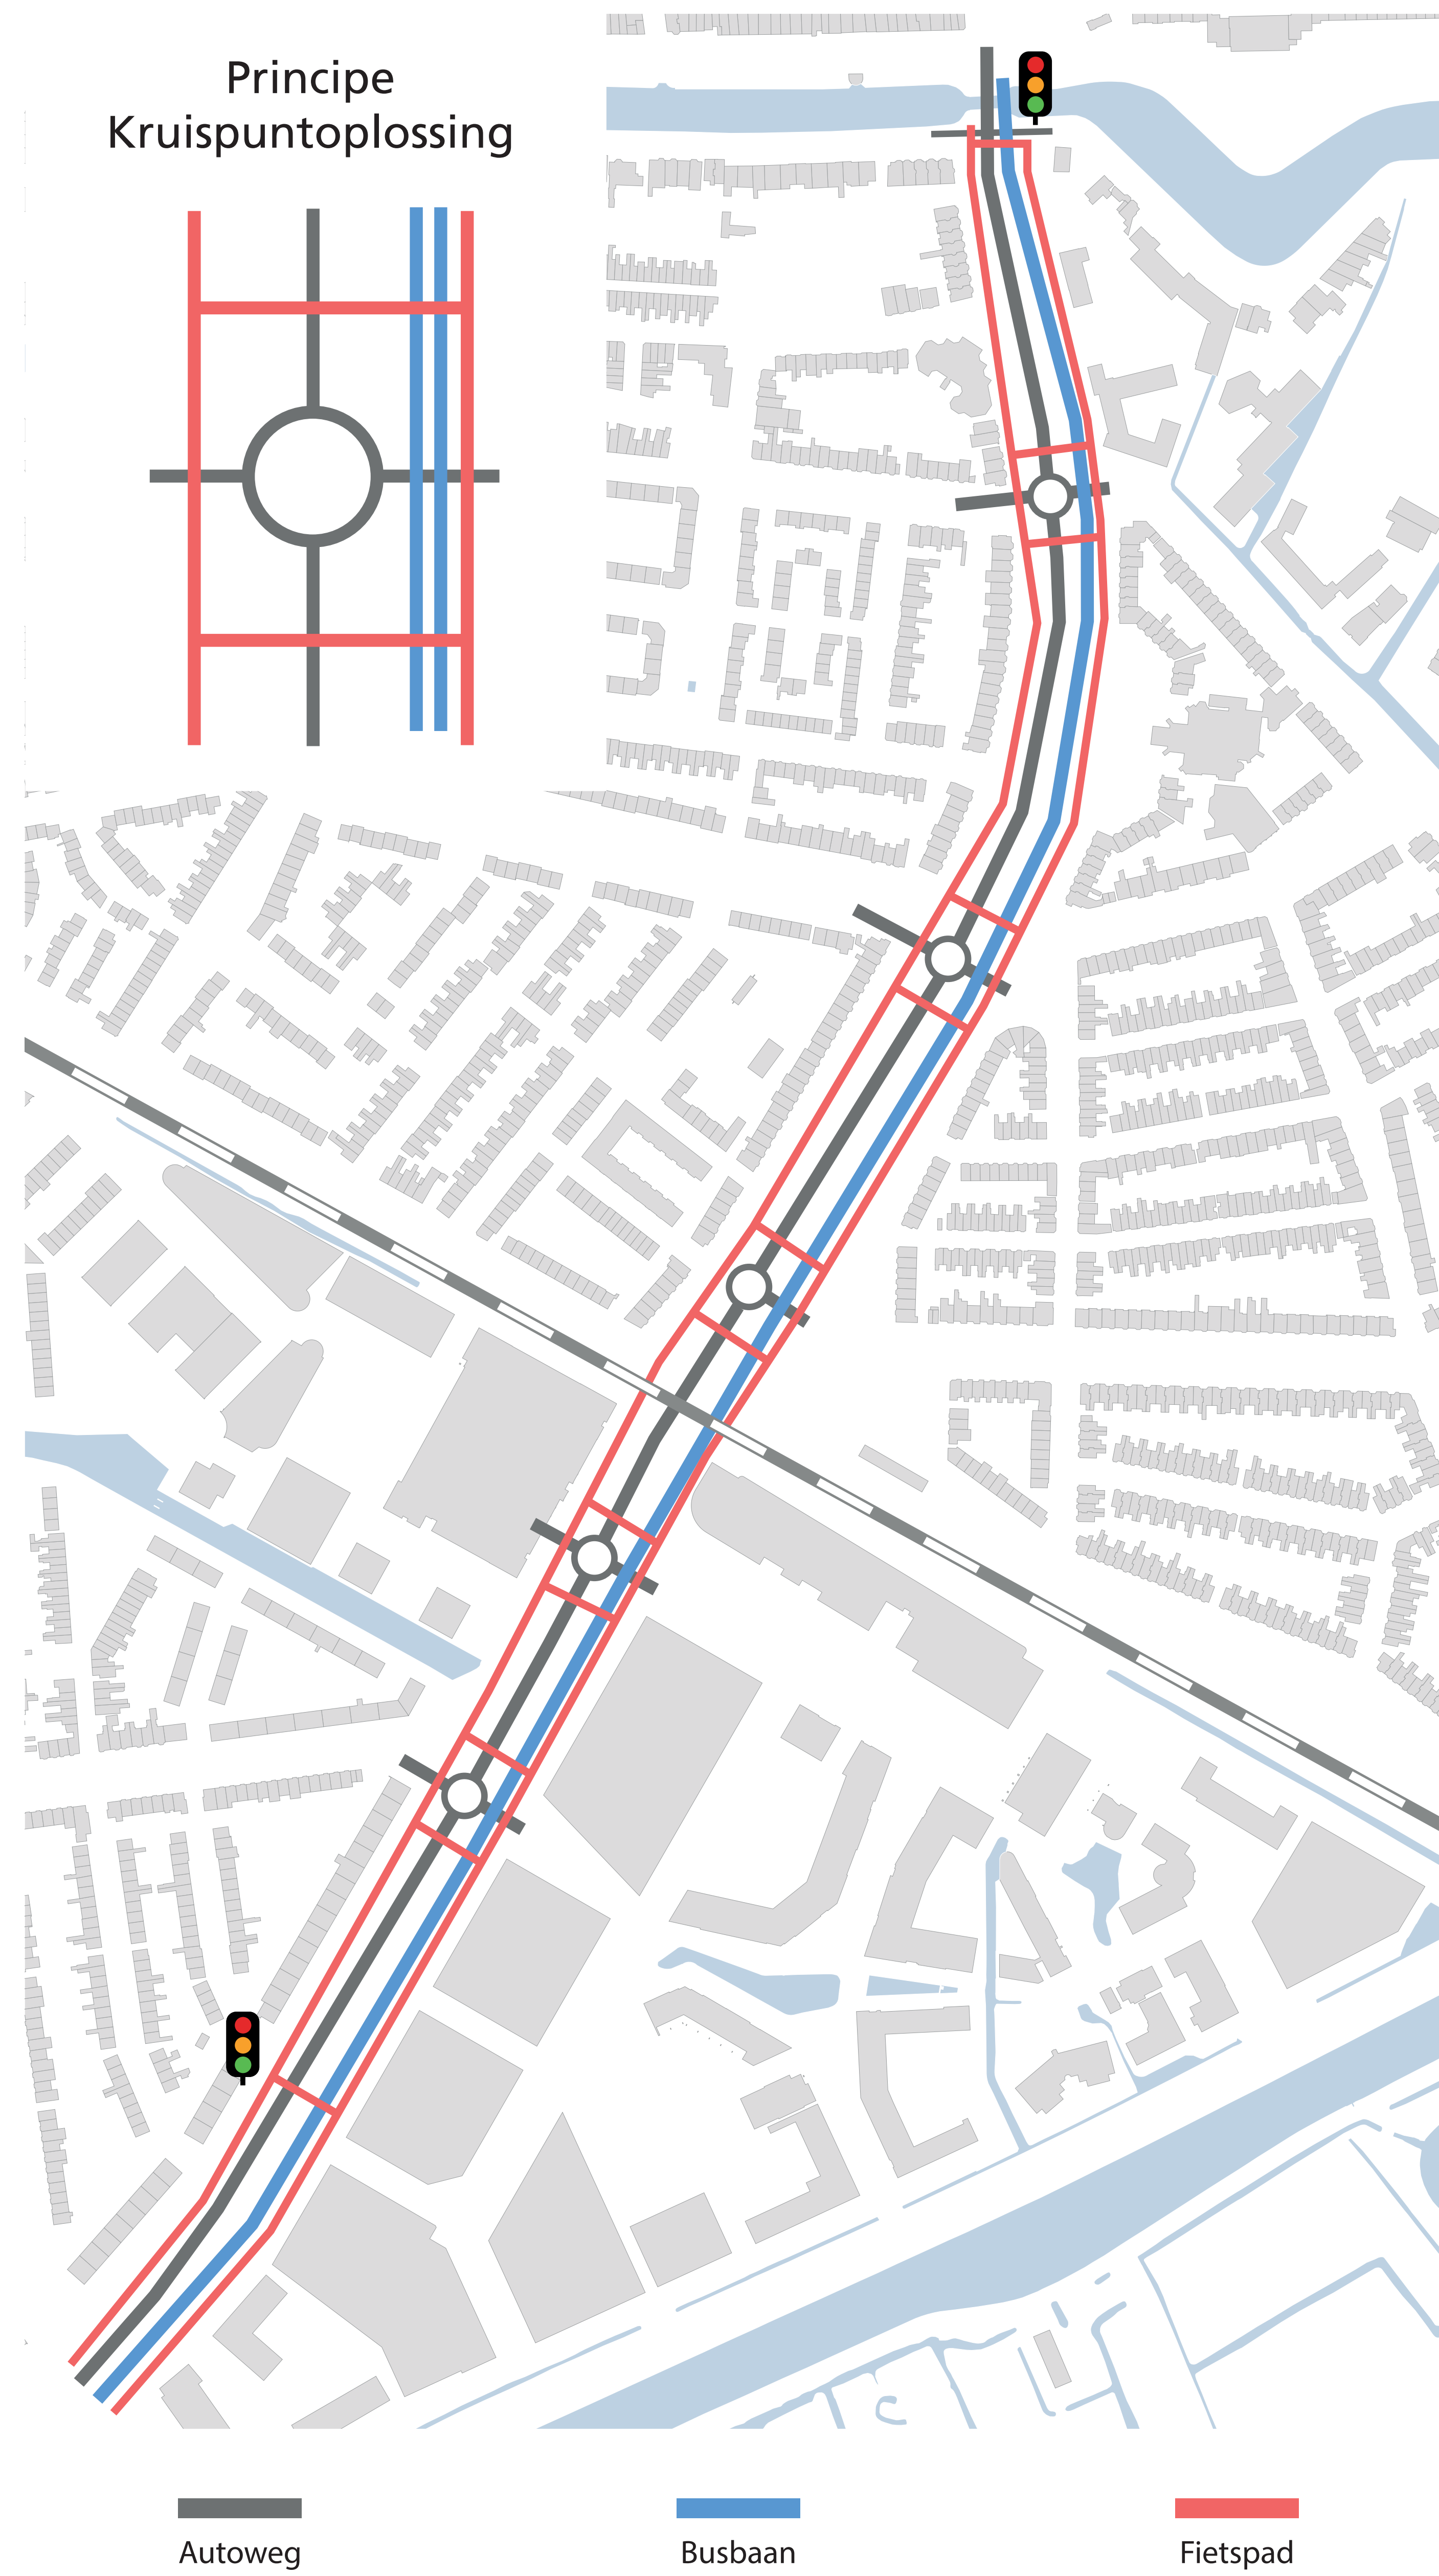 Principe
Kruispuntoplossing
Autoweg
Busbaan
Fietspad